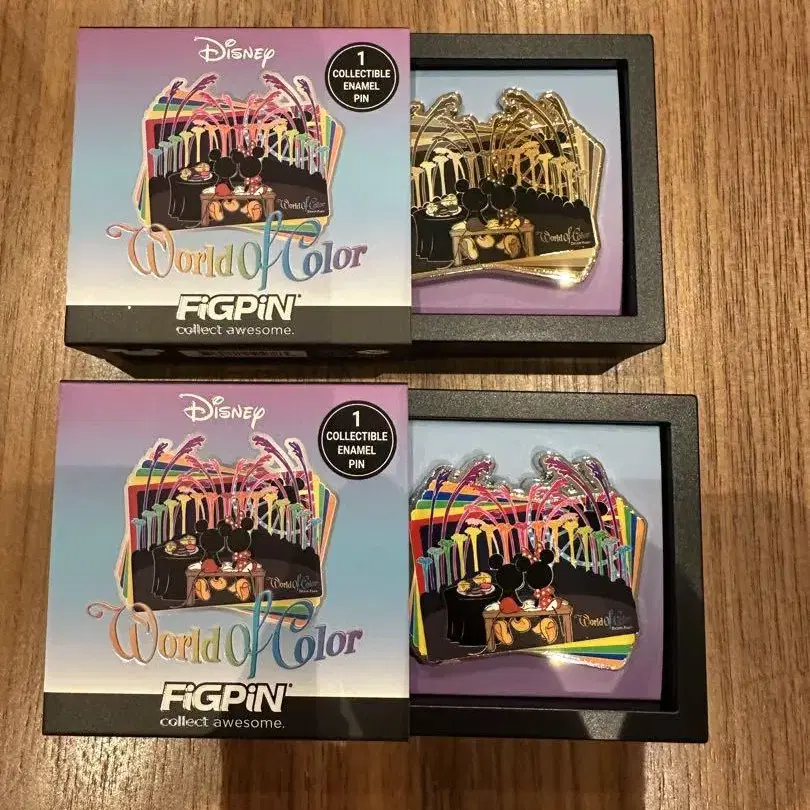 Disney
1
COLLECTIBLE
ENAMEL
PIN
World of Color
World Of Color
World of Color
FiGPiN
collect awesome.
Disney
1
COLLECTIBLE
ENAMEL
PIN
World of Color
World Of Color
World of Color
FiGPiN
collect awesome.